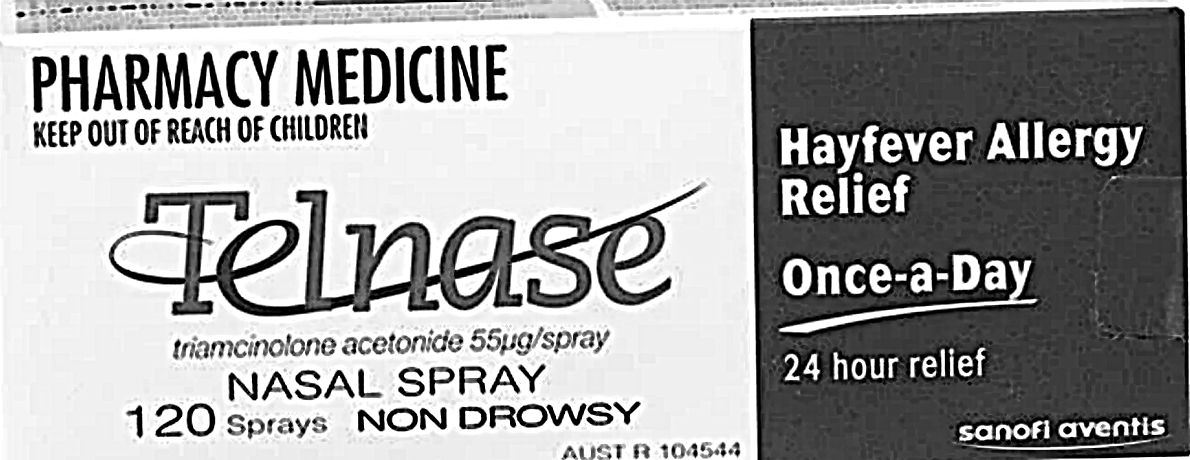 PHARMACY MEDICINE
KEEP OUT OF REACH OF CHILDREN
Telnase
triamcinolone acetonide 55µg/spray
NASAL SPRAY
120 Sprays NON DROWSY
AUST R 104544
Hayfever Allergy
Relief
Once-a-Day
24 hour relief
sanofi aventis